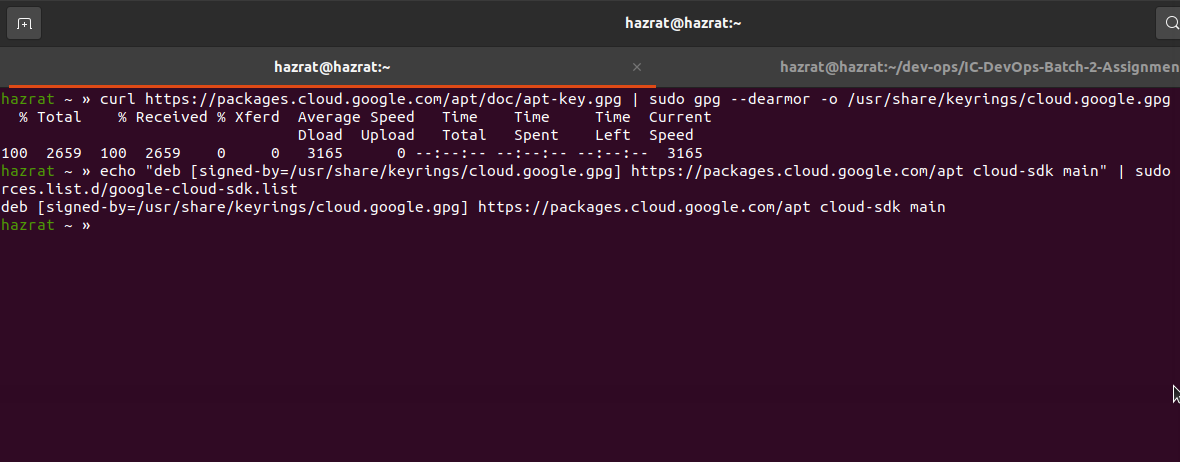 hazrat@hazrat:~
hazrat@hazrat:~ × hazrat@hazrat:~/dev-ops/IC-DevOps-Batch-2-Assignmen
hazrat ~ » curl https://packages.cloud.google.com/apt/doc/apt-key.gpg | sudo gpg --dearmor -o /usr/share/keyrings/cloud.google.gpg
  % Total    % Received % Xferd  Average Speed   Time    Time     Time  Current
                                 Dload  Upload   Total   Spent    Left  Speed
100  2659  100  2659    0     0   3165      0 --:--:-- --:--:-- --:--:--  3165
hazrat ~ » echo "deb [signed-by=/usr/share/keyrings/cloud.google.gpg] https://packages.cloud.google.com/apt cloud-sdk main" | sudo
rces.list.d/google-cloud-sdk.list
deb [signed-by=/usr/share/keyrings/cloud.google.gpg] https://packages.cloud.google.com/apt cloud-sdk main
hazrat ~ »